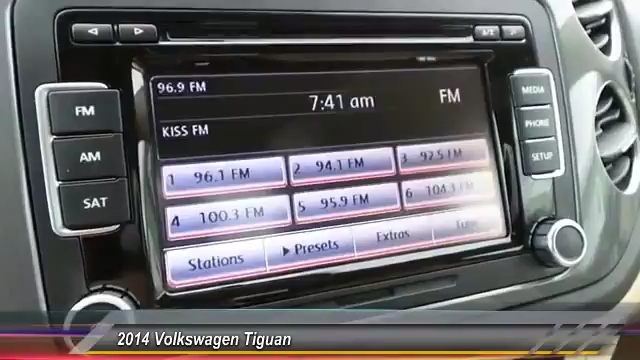 A/Z
FM
AM
SAT
96.9 FM
7:41 am
FM
KISS FM
1 96.1 FM
2 94.1 FM
3 92.5 FM
4 100.3 FM
5 95.9 FM
6 104.3 FM
Stations
Presets
Extras
MEDIA
PHONE
SETUP
2014 Volkswagen Tiguan